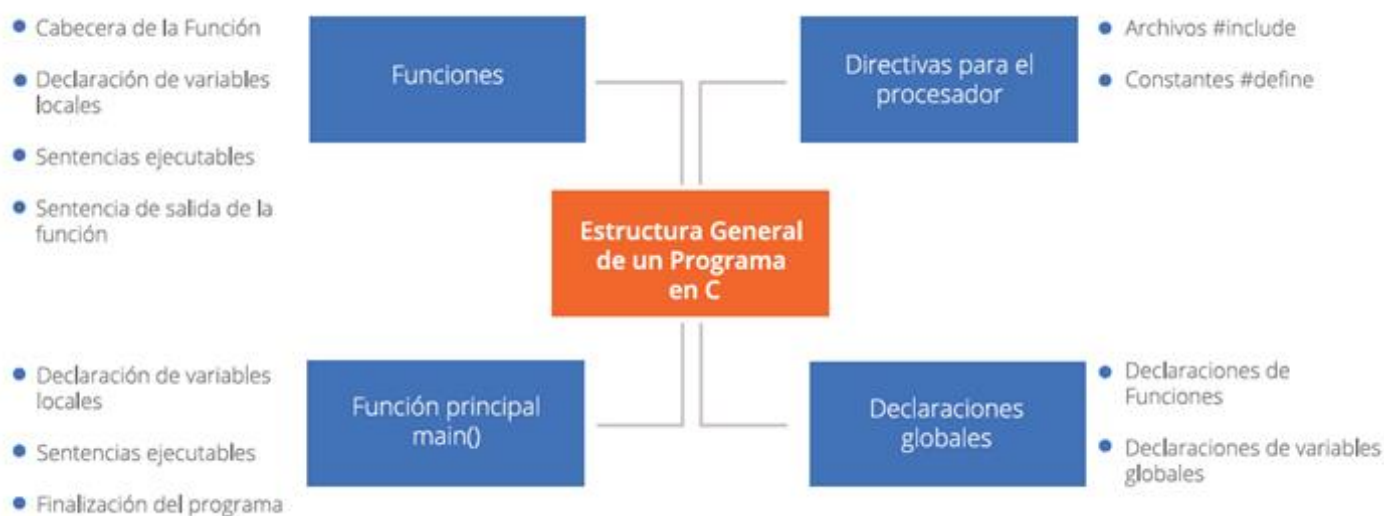 Cabecera de la Función
Declaración de variables
locales
Sentencias ejecutables
Sentencia de salida de la
función
Funciones
Directivas para el
procesador
Archivos #include
Constantes #define
Estructura General
de un Programa
en C
Declaración de variables
locales
Sentencias ejecutables
Finalización del programa
Función principal
main()
Declaraciones
globales
Declaraciones de
Funciones
Declaraciones de variables
globales